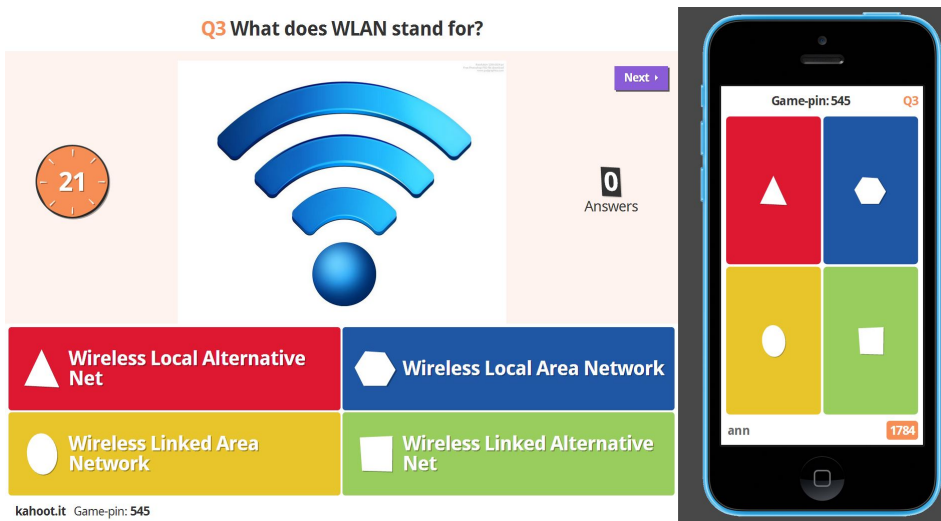 Q3 What does WLAN stand for?
Next
21
0
Answers
Wireless Local Alternative
Net
Wireless Local Area Network
Wireless Linked Area
Network
Wireless Linked Alternative
Net
kahoot.it Game-pin: 545
Game-pin: 545 Q3
ann 1784